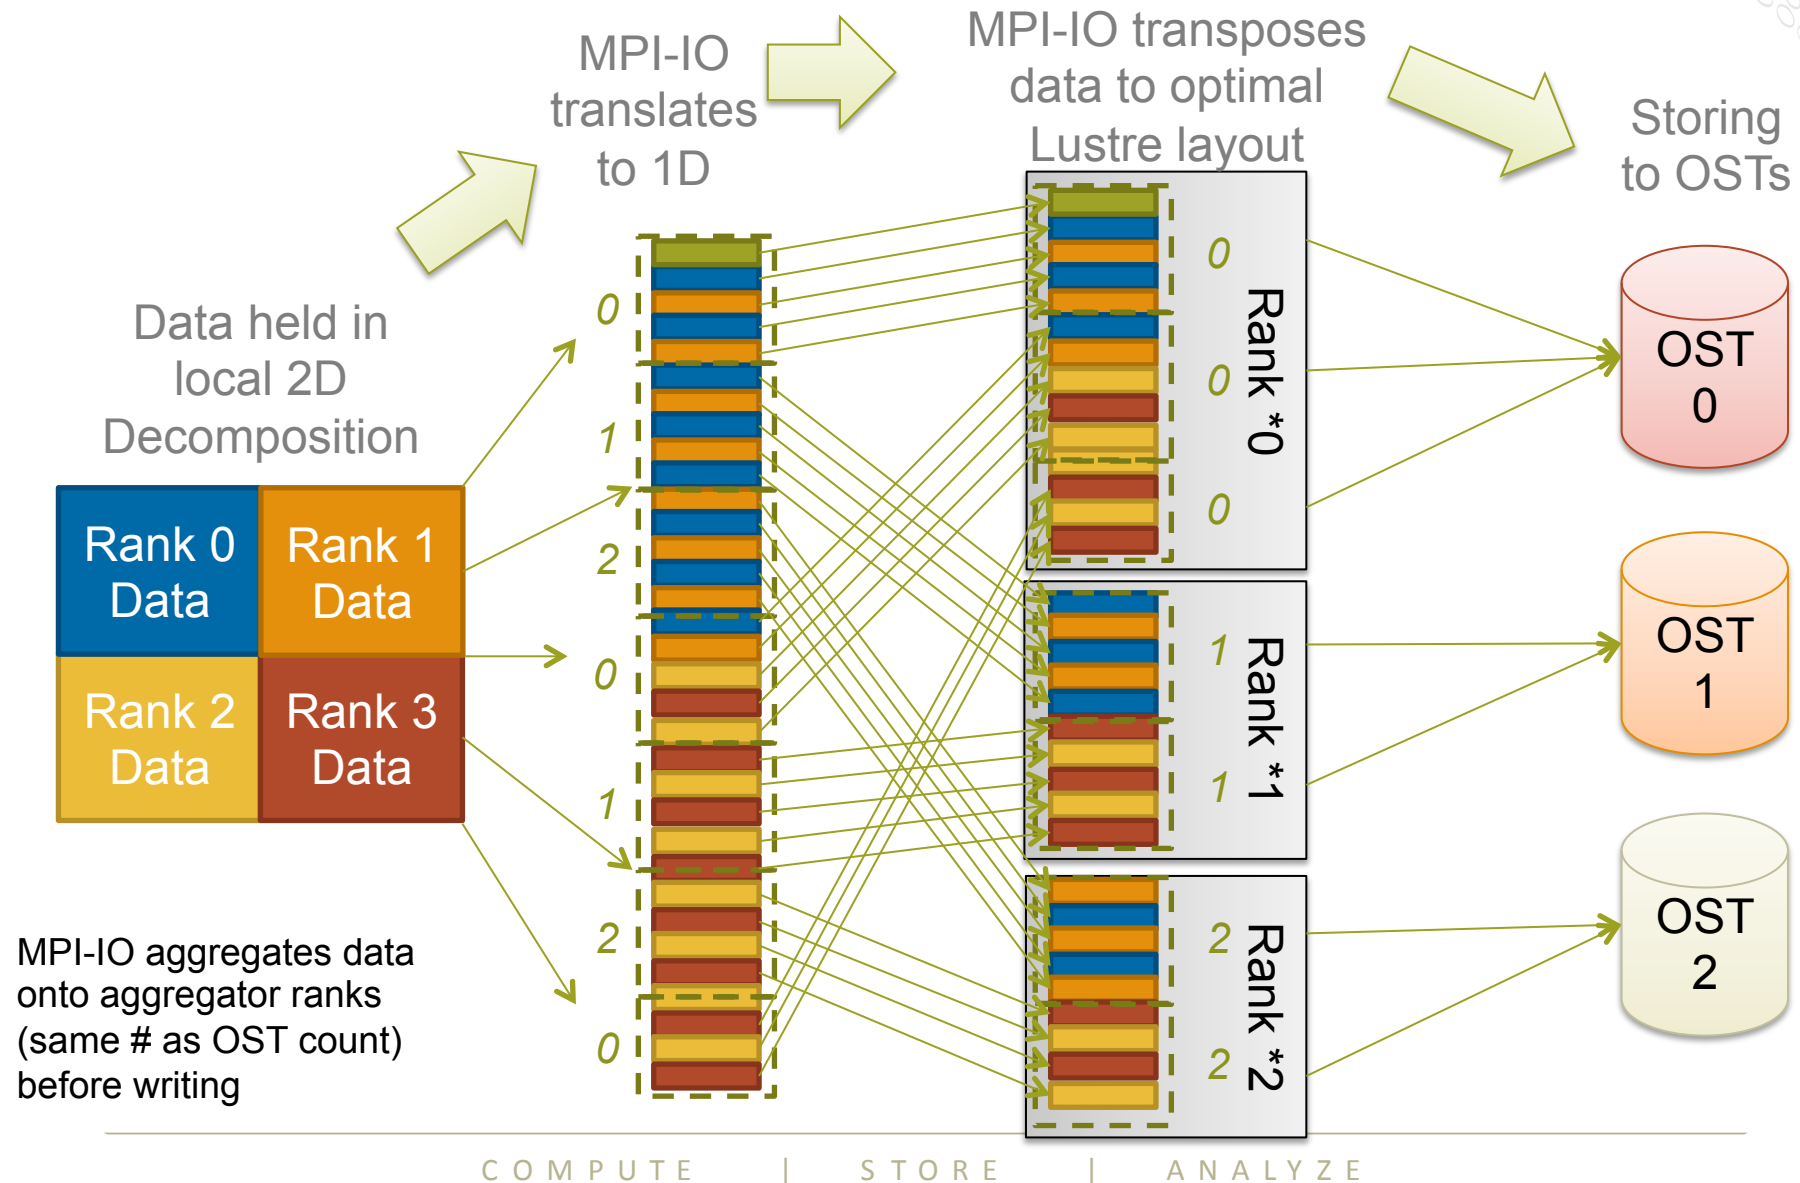 Data held in
local 2D
Decomposition
Rank 0
Data
Rank 1
Data
Rank 2
Data
Rank 3
Data
MPI-IO aggregates data
onto aggregator ranks
(same # as OST count)
before writing
MPI-IO
translates
to 1D
0
1
2
0
1
2
0
MPI-IO transposes
data to optimal
Lustre layout
0
0
0
Rank *0
1
1
Rank *1
2
2
Rank *2
Storing
to OSTs
OST
0
OST
1
OST
2
COMPUTE | STORE | ANALYZE